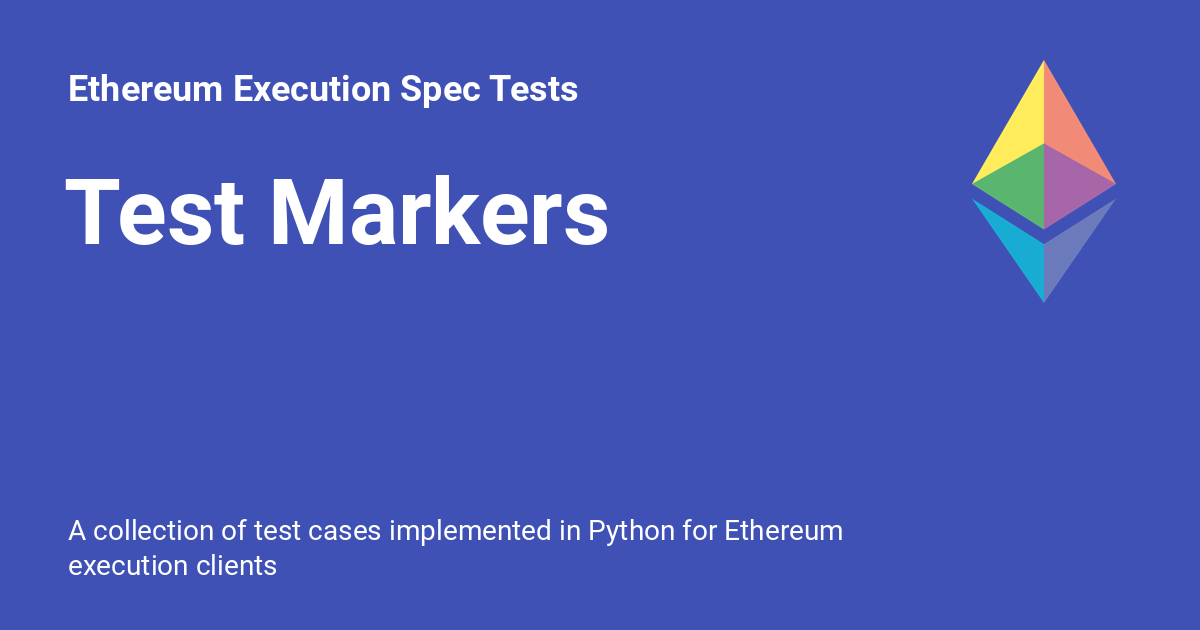 Ethereum Execution Spec Tests
Test Markers
A collection of test cases implemented in Python for Ethereum
execution clients